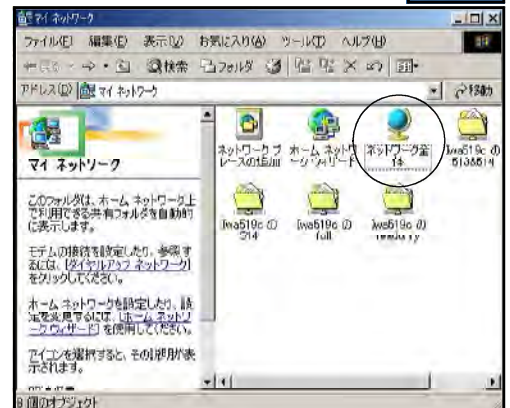 マイ ネットワーク
ファイル(F) 編集(E) 表示(V) お気に入り(A) ツール(T) ヘルプ(H)
戻る 検索 フォルダ
アドレス(D) マイ ネットワーク 移動
マイ ネットワーク
このフォルダは、ホーム ネットワーク上
で利用できる共有フォルダを自動的
に表示します。
モデムの接続を設定したり、参照す
るには、[ダイヤルアップ ネットワーク]
をクリックしてください。
ホーム ネットワークを設定したり、設
定を変更するには、[ホーム ネットワ
ーク ウィザード] を使用してください。
アイコンを選択すると、その説明が表
示されます。
ネットワーク プ
レースの追加
ホーム ネットワ
ーク ウィザード
ネットワーク全
体
Iwa519c の
Iwa519c の
514
Iwa519c の
full
Iwa519c の
8 個のオブジェクト